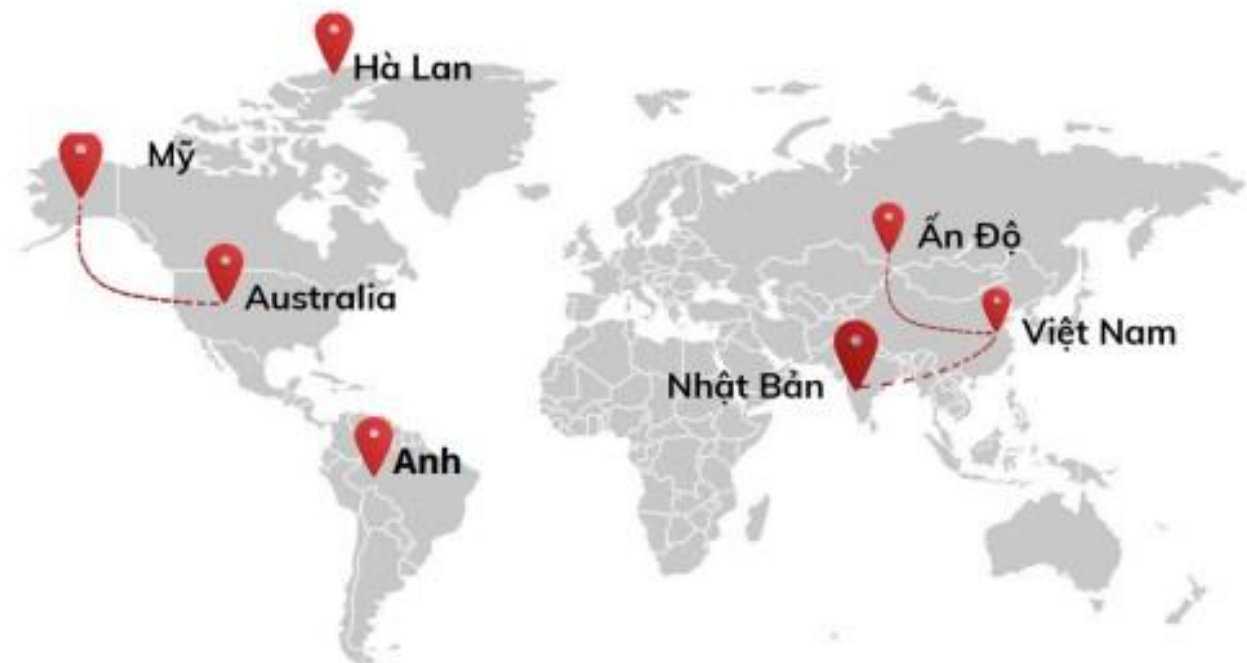 Hà Lan
Mỹ
Ấn Độ
Australia
Việt Nam
Nhật Bản
Anh